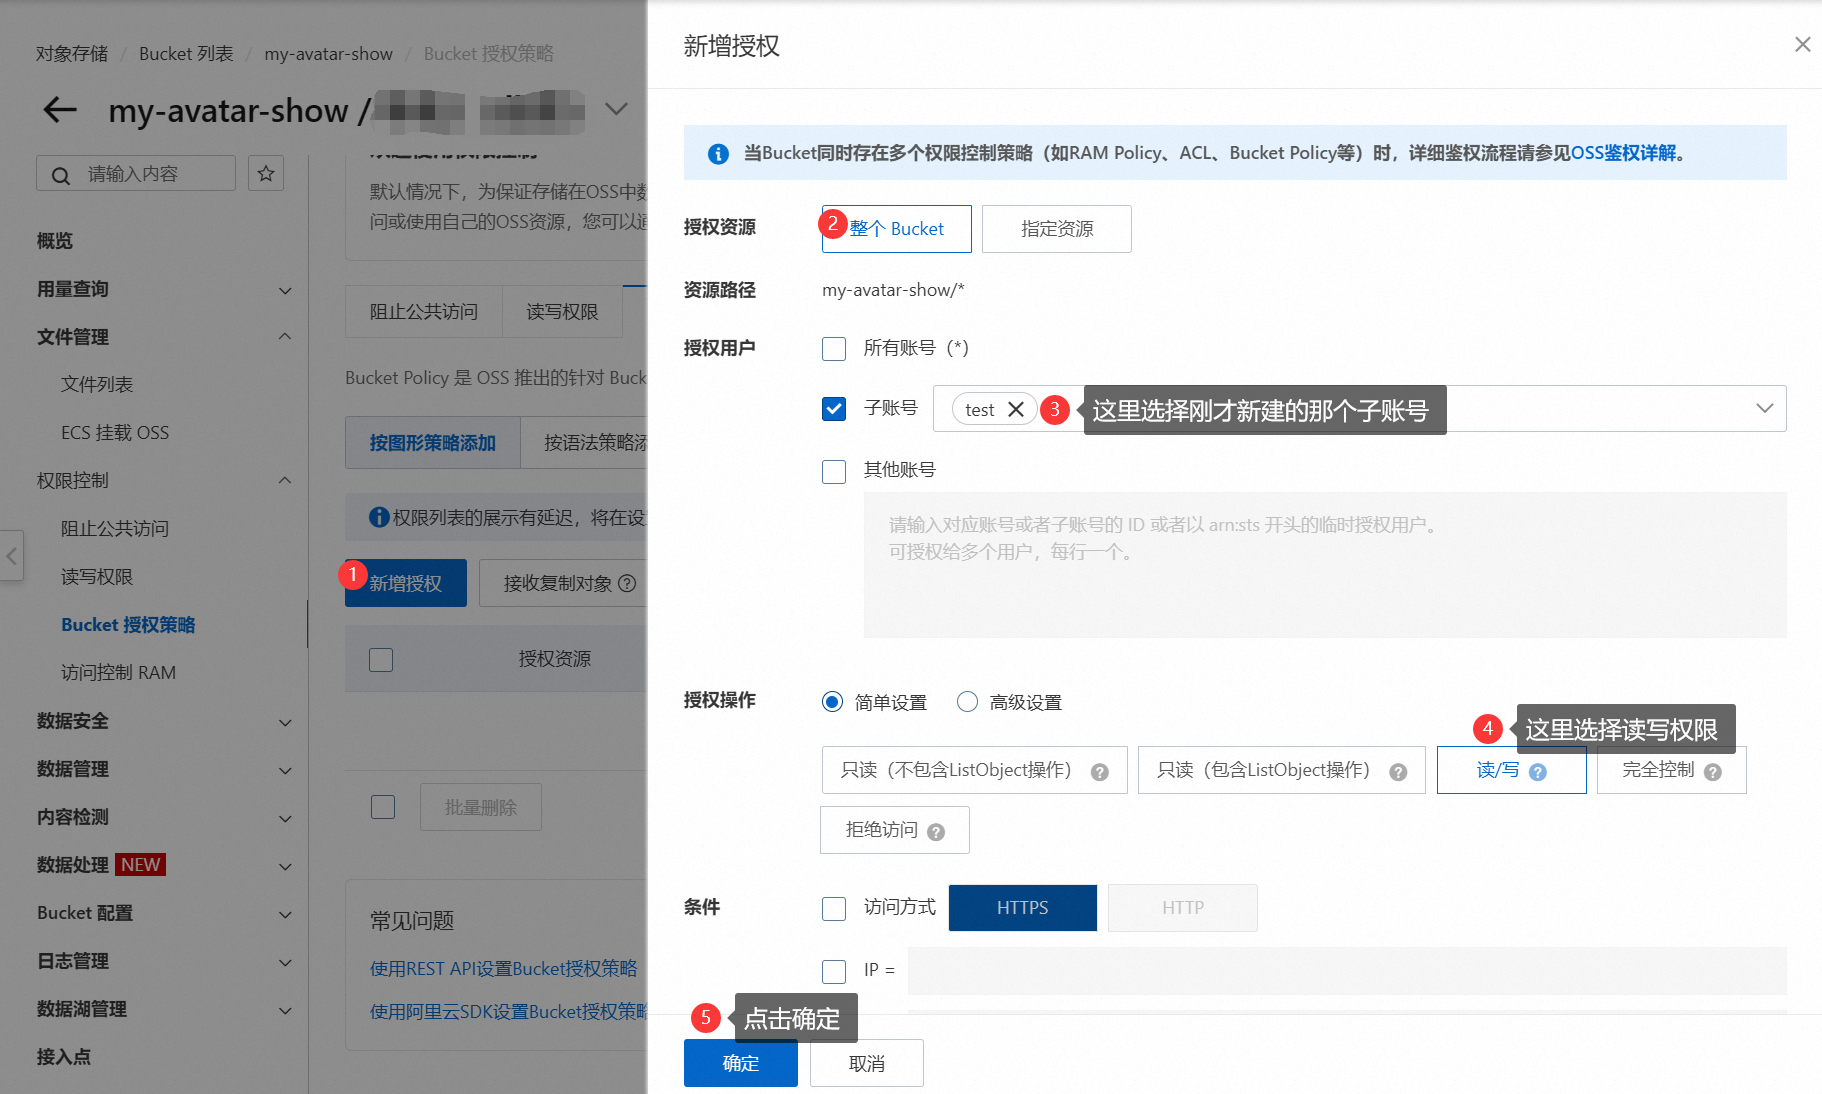 对象存储 / Bucket 列表 / my-avatar-show / Bucket 授权策略
my-avatar-show /
请输入内容
概览
用量查询
文件管理
文件列表
ECS 挂载 OSS
权限控制
阻止公共访问
读写权限
Bucket 授权策略
访问控制 RAM
数据安全
数据管理
内容检测
数据处理 NEW
Bucket 配置
日志管理
数据湖管理
接入点
默认情况下，为保证存储在OSS中数
问或使用自己的OSS资源，您可以通
阻止公共访问
读写权限
Bucket Policy 是 OSS 推出的针对 Buck
按图形策略添加
按语法策略添
权限列表的展示有延迟，将在设
1
新增授权
接收复制对象
授权资源
批量删除
常见问题
使用REST API设置Bucket授权策略
使用阿里云SDK设置Bucket授权策略
新增授权
当Bucket同时存在多个权限控制策略（如RAM Policy、ACL、Bucket Policy等）时，详细鉴权流程请参见OSS鉴权详解。
授权资源
2
整个 Bucket
指定资源
资源路径
my-avatar-show/*
授权用户
所有账号（*）
子账号
test
3
这里选择刚才新建的那个子账号
其他账号
请输入对应账号或者子账号的 ID 或者以 arn:sts 开头的临时授权用户。
可授权给多个用户，每行一个。
授权操作
简单设置
高级设置
4
这里选择读写权限
只读（不包含ListObject操作）
只读（包含ListObject操作）
读/写
完全控制
拒绝访问
条件
访问方式
HTTPS
HTTP
IP =
5
点击确定
确定
取消